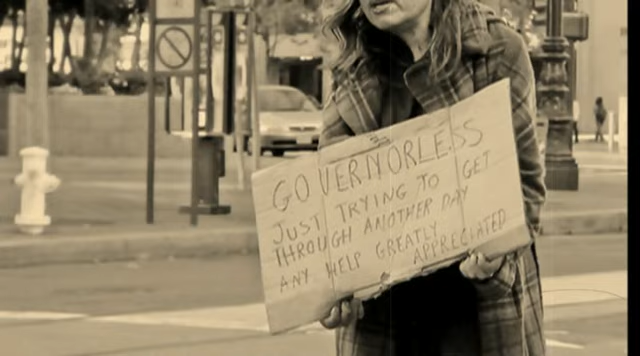 GOVERNORLESS
JUST TRYING TO GET
THROUGH ANOTHER DAY
ANY HELP GREATLY APPRECIATED